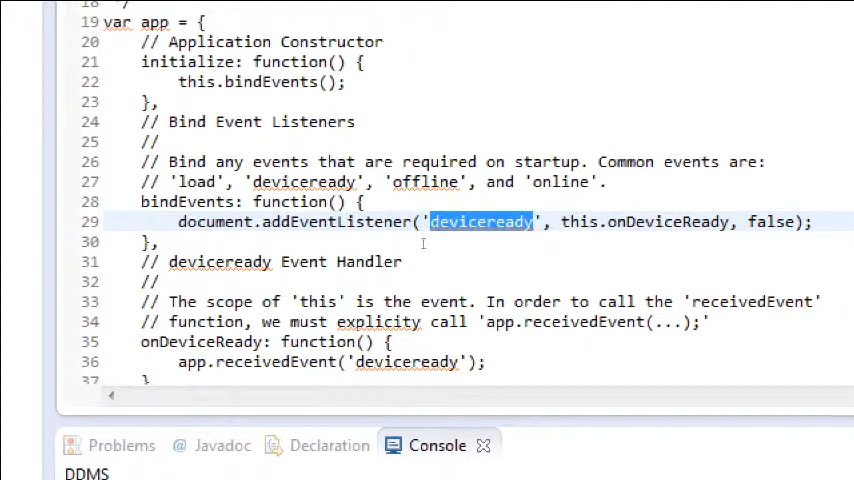 18 */
19 var app = {
20 // Application Constructor
21 initialize: function() {
22 this.bindEvents();
23 },
24 // Bind Event Listeners
25 //
26 // Bind any events that are required on startup. Common events are:
27 // 'load', 'deviceready', 'offline', and 'online'.
28 bindEvents: function() {
29 document.addEventListener('deviceready', this.onDeviceReady, false);
30 },
31 // deviceready Event Handler
32 //
33 // The scope of 'this' is the event. In order to call the 'receivedEvent'
34 // function, we must explicity call 'app.receivedEvent(...);'
35 onDeviceReady: function() {
36 app.receivedEvent('deviceready');
37 }
Problems @ Javadoc Declaration Console
DDMS